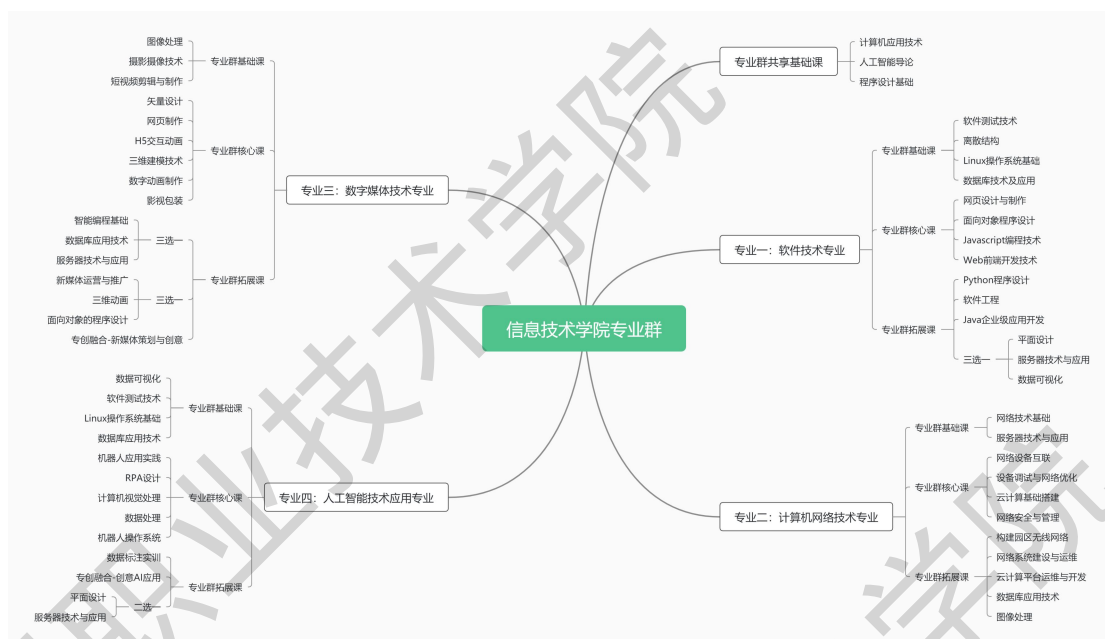 信息技术学院专业群
专业群共享基础课
计算机应用技术
人工智能导论
程序设计基础
专业一：软件技术专业
专业群基础课
软件测试技术
离散结构
Linux操作系统基础
数据库技术及应用
专业群核心课
网页设计与制作
面向对象程序设计
Javascript编程技术
Web前端开发技术
专业群拓展课
Python程序设计
软件工程
Java企业级应用开发
三选一
平面设计
服务器技术与应用
数据可视化
专业二：计算机网络技术专业
专业群基础课
网络技术基础
服务器技术与应用
专业群核心课
网络设备互联
设备调试与网络优化
云计算基础搭建
网络安全与管理
专业群拓展课
构建园区无线网络
网络系统建设与运维
云计算平台运维与开发
数据库应用技术
图像处理
专业三：数字媒体技术专业
专业群基础课
图像处理
摄影摄像技术
短视频剪辑与制作
专业群核心课
矢量设计
网页制作
H5交互动画
三维建模技术
数字动画制作
影视包装
专业群拓展课
三选一
智能编程基础
数据库应用技术
服务器技术与应用
三选一
新媒体运营与推广
三维动画
面向对象的程序设计
专创融合-新媒体策划与创意
专业四：人工智能技术应用专业
专业群基础课
数据可视化
软件测试技术
Linux操作系统基础
数据库应用技术
专业群核心课
机器人应用实践
RPA设计
计算机视觉处理
数据处理
机器人操作系统
专业群拓展课
数据标注实训
专创融合-创意AI应用
二选一
平面设计
服务器技术与应用
职业技术学院
学院